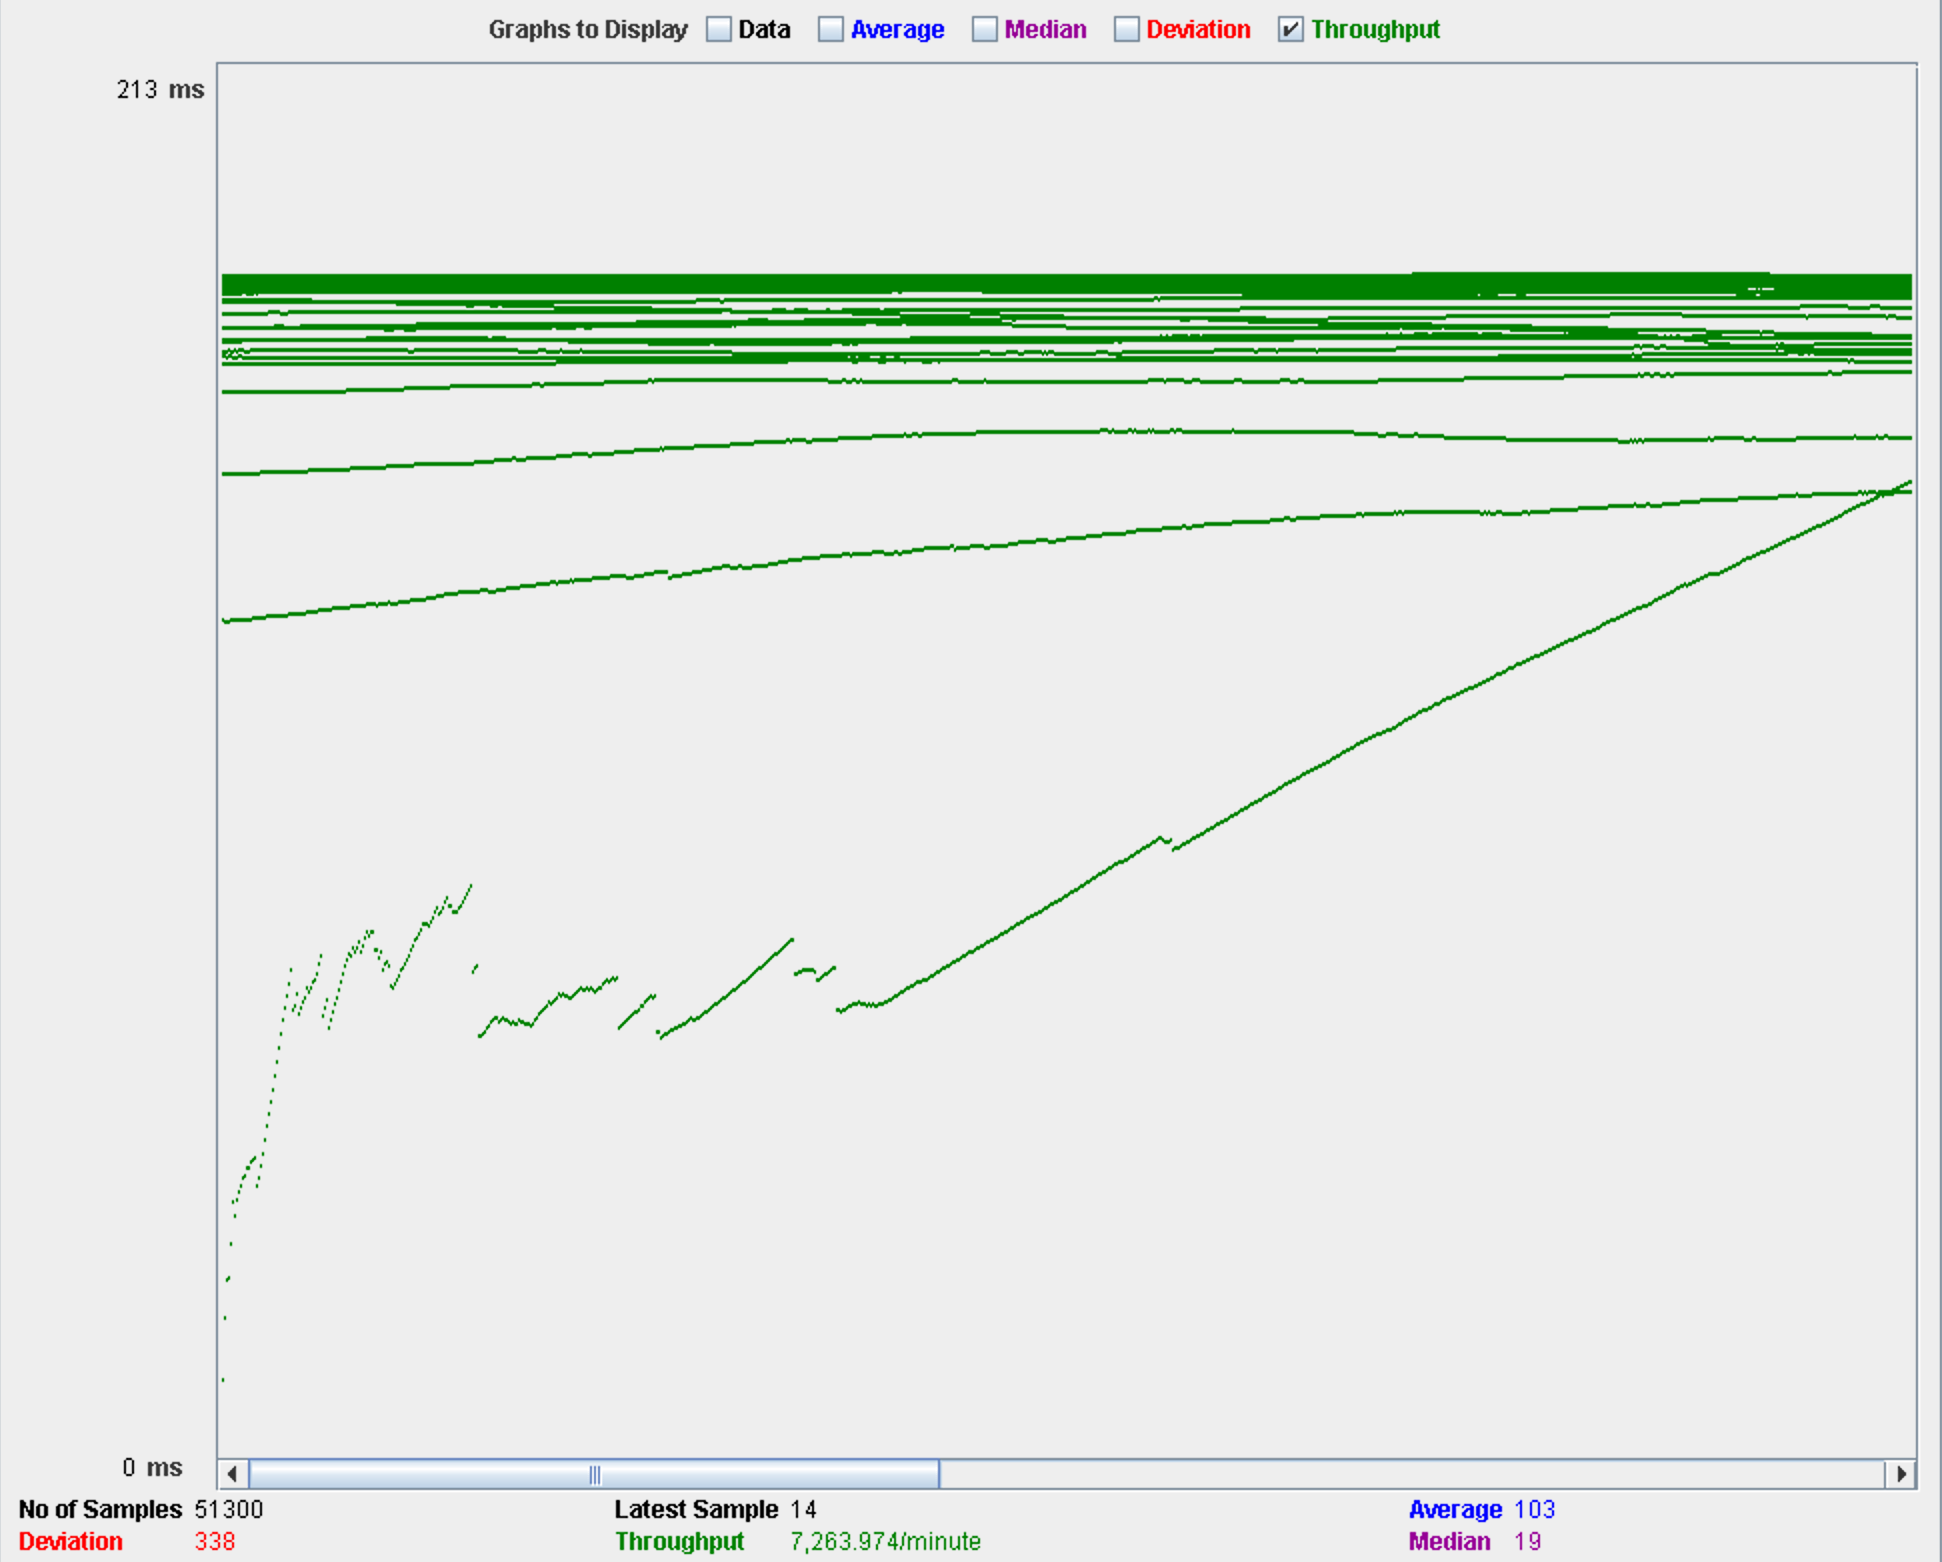 Graphs to Display Data Average Median Deviation Throughput
213 ms
0 ms
No of Samples 51300 Latest Sample 14 Average 103
Deviation 338 Throughput 7,263.974/minute Median 19